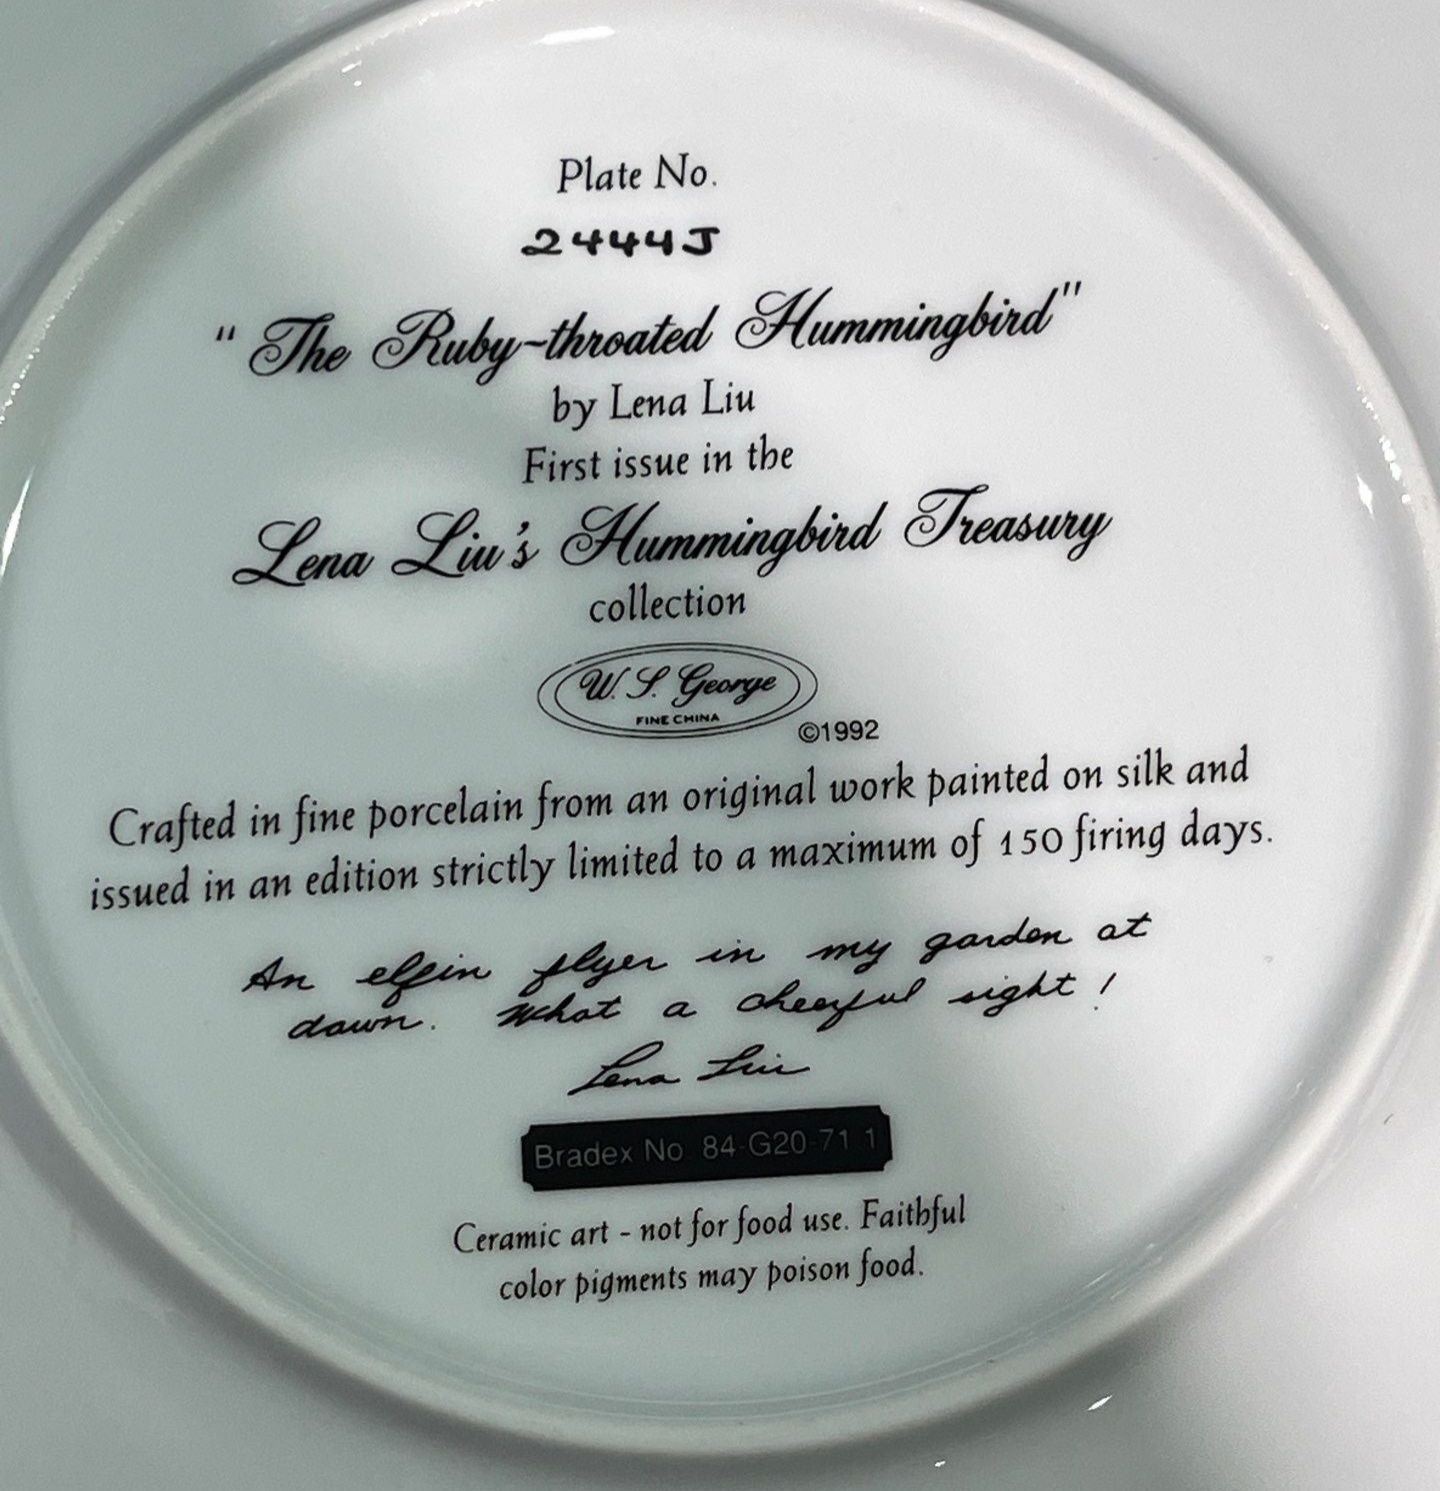 Plate No.
2444J
"The Ruby-throated Hummingbird"
by Lena Liu
First issue in the
Lena Liu's Hummingbird Treasury
collection
W. S. George
FINE CHINA
©1992
Crafted in fine porcelain from an original work painted on silk and
issued in an edition strictly limited to a maximum of 150 firing days.
An elfin flyer in my garden at
dawn. What a cheerful sight!
Lena Liu
Bradex No. 84-G20-71.1
Ceramic art - not for food use. Faithful
color pigments may poison food.